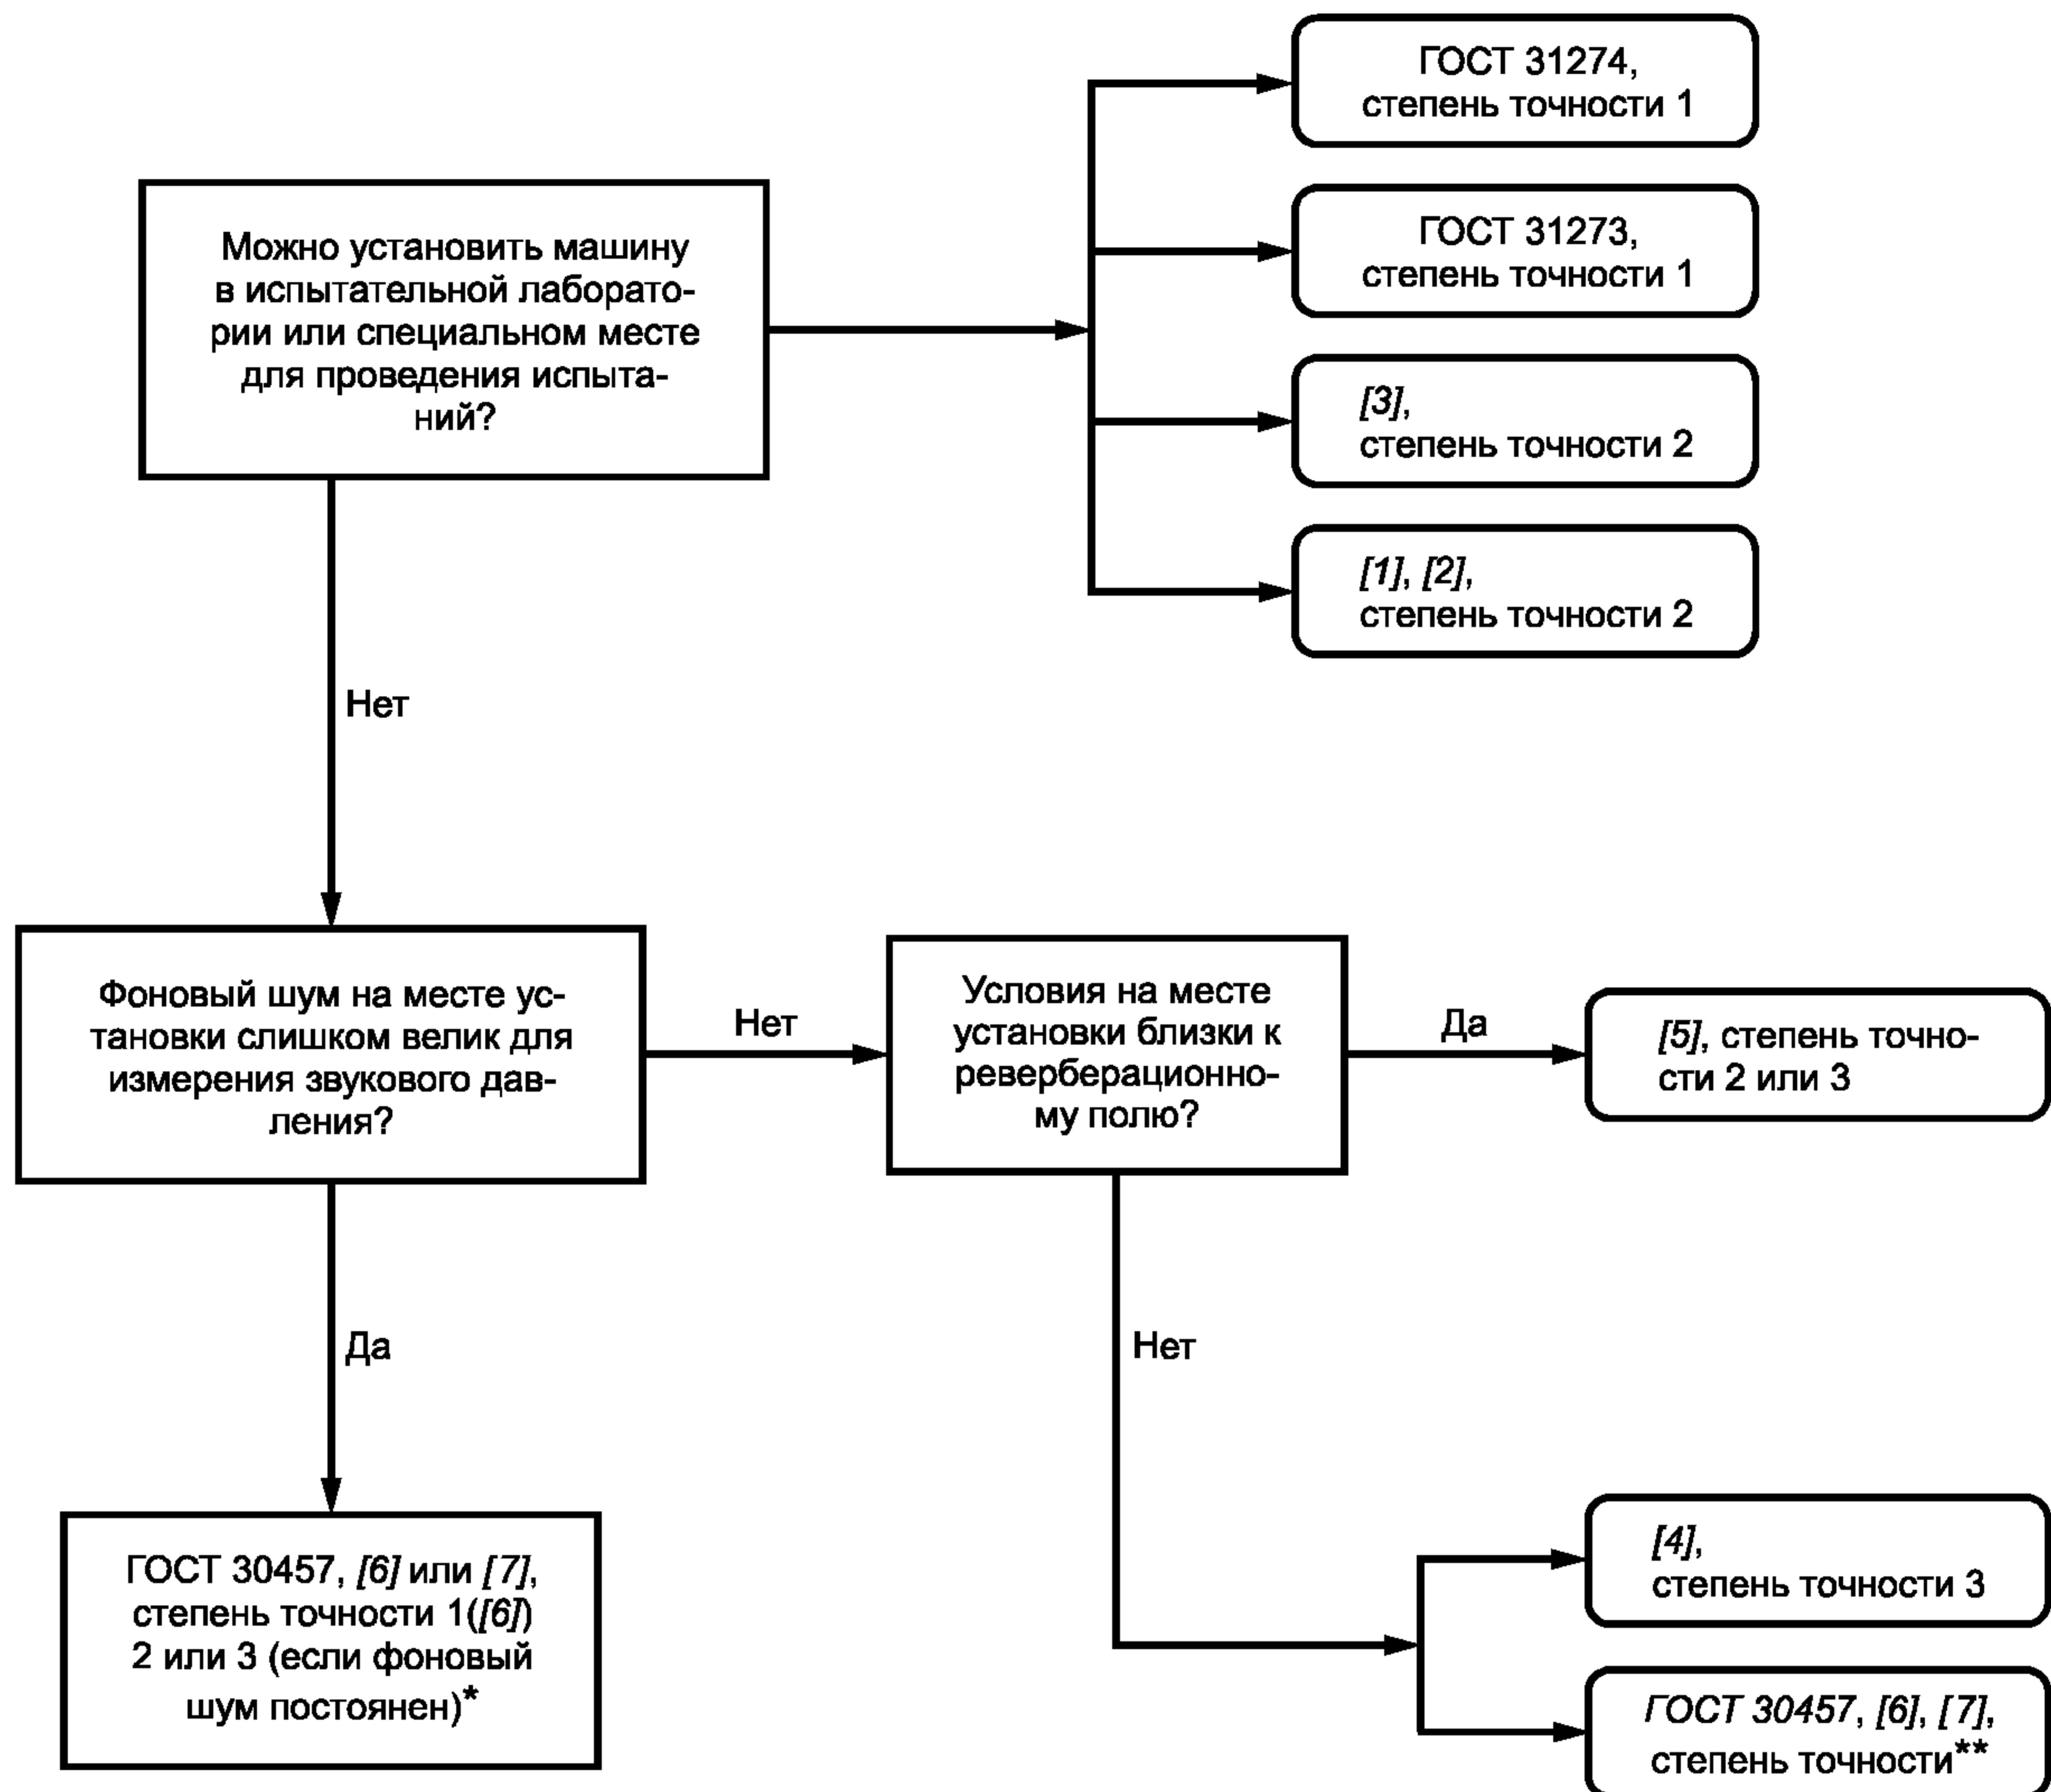 ГОСТ 31274,
степень точности 1
Можно установить машину
в испытательной лаборато-
рии или специальном месте
для проведения испыта-
ний?
ГОСТ 31273,
степень точности 1
[3],
степень точности 2
[1], [2],
степень точности 2
Нет
Фоновый шум на месте ус-
тановки слишком велик для
измерения звукового дав-
ления?
Нет
Условия на месте
установки близки к
реверберационно-
му полю?
Да
[5], степень точно-
сти 2 или 3
Да
Нет
ГОСТ 30457, [6] или [7],
степень точности 1([6])
2 или 3 (если фоновый
шум постоянен)*
[4],
степень точности 3
ГОСТ 30457, [6], [7],
степень точности**